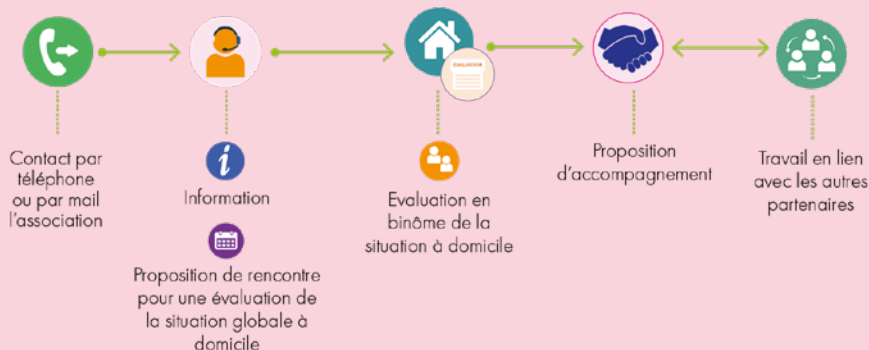 Contact par
téléphone
ou par mail
l'association
Information
Proposition de rencontre
pour une évaluation de
la situation globale à
domicile
EVALUATION
Evaluation en
binôme de la
situation à domicile
Proposition
d'accompagnement
Travail en lien
avec les autres
partenaires